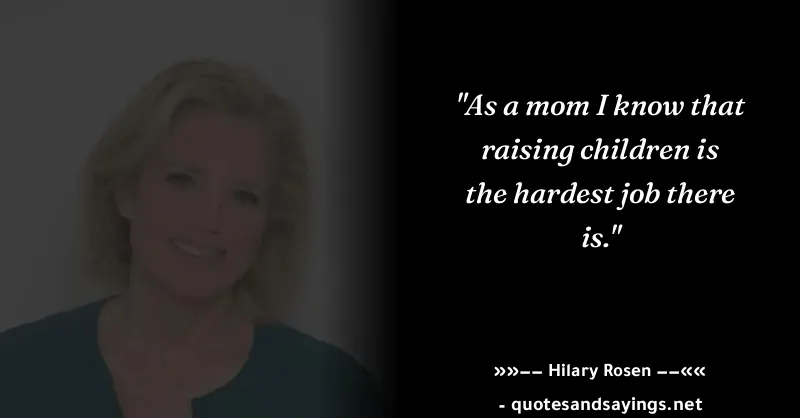 "As a mom I know that
raising children is
the hardest job there
is."
»»−− Hilary Rosen −−««
- quotesandsayings.net